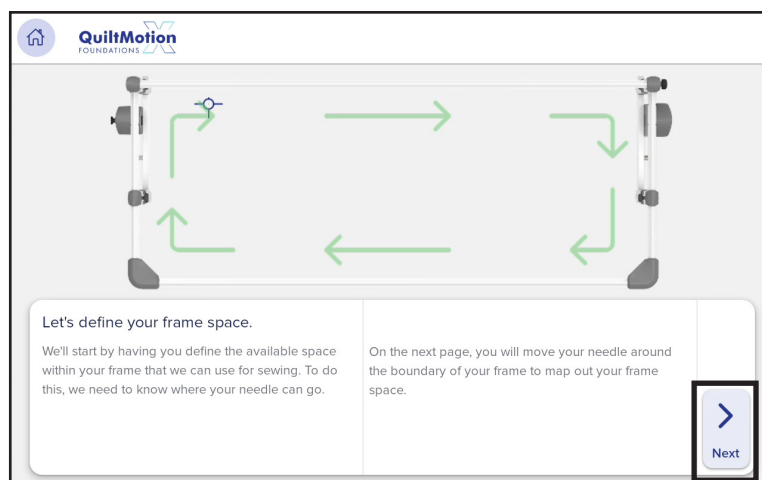 QuiltMotion X
FOUNDATIONS
Let's define your frame space.
We'll start by having you define the available space
within your frame that we can use for sewing. To do
this, we need to know where your needle can go.
On the next page, you will move your needle around
the boundary of your frame to map out your frame
space.
Next